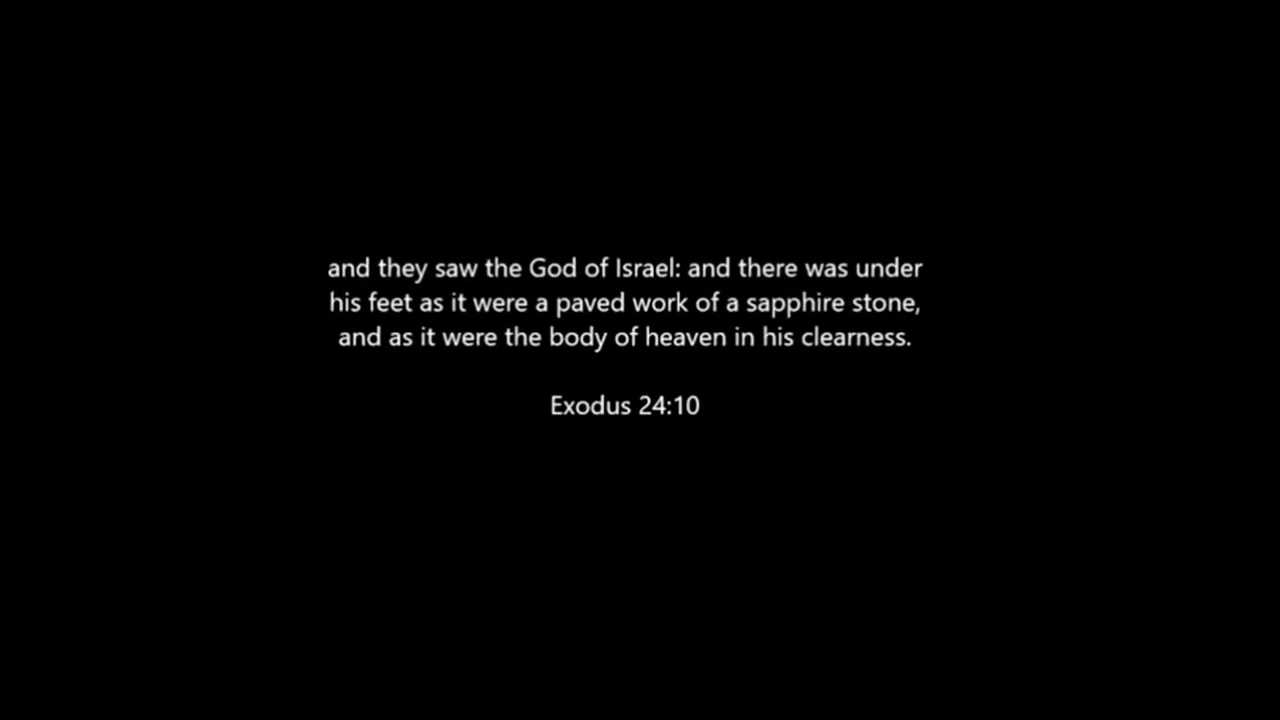 and they saw the God of Israel: and there was under
his feet as it were a paved work of a sapphire stone,
and as it were the body of heaven in his clearness.
Exodus 24:10